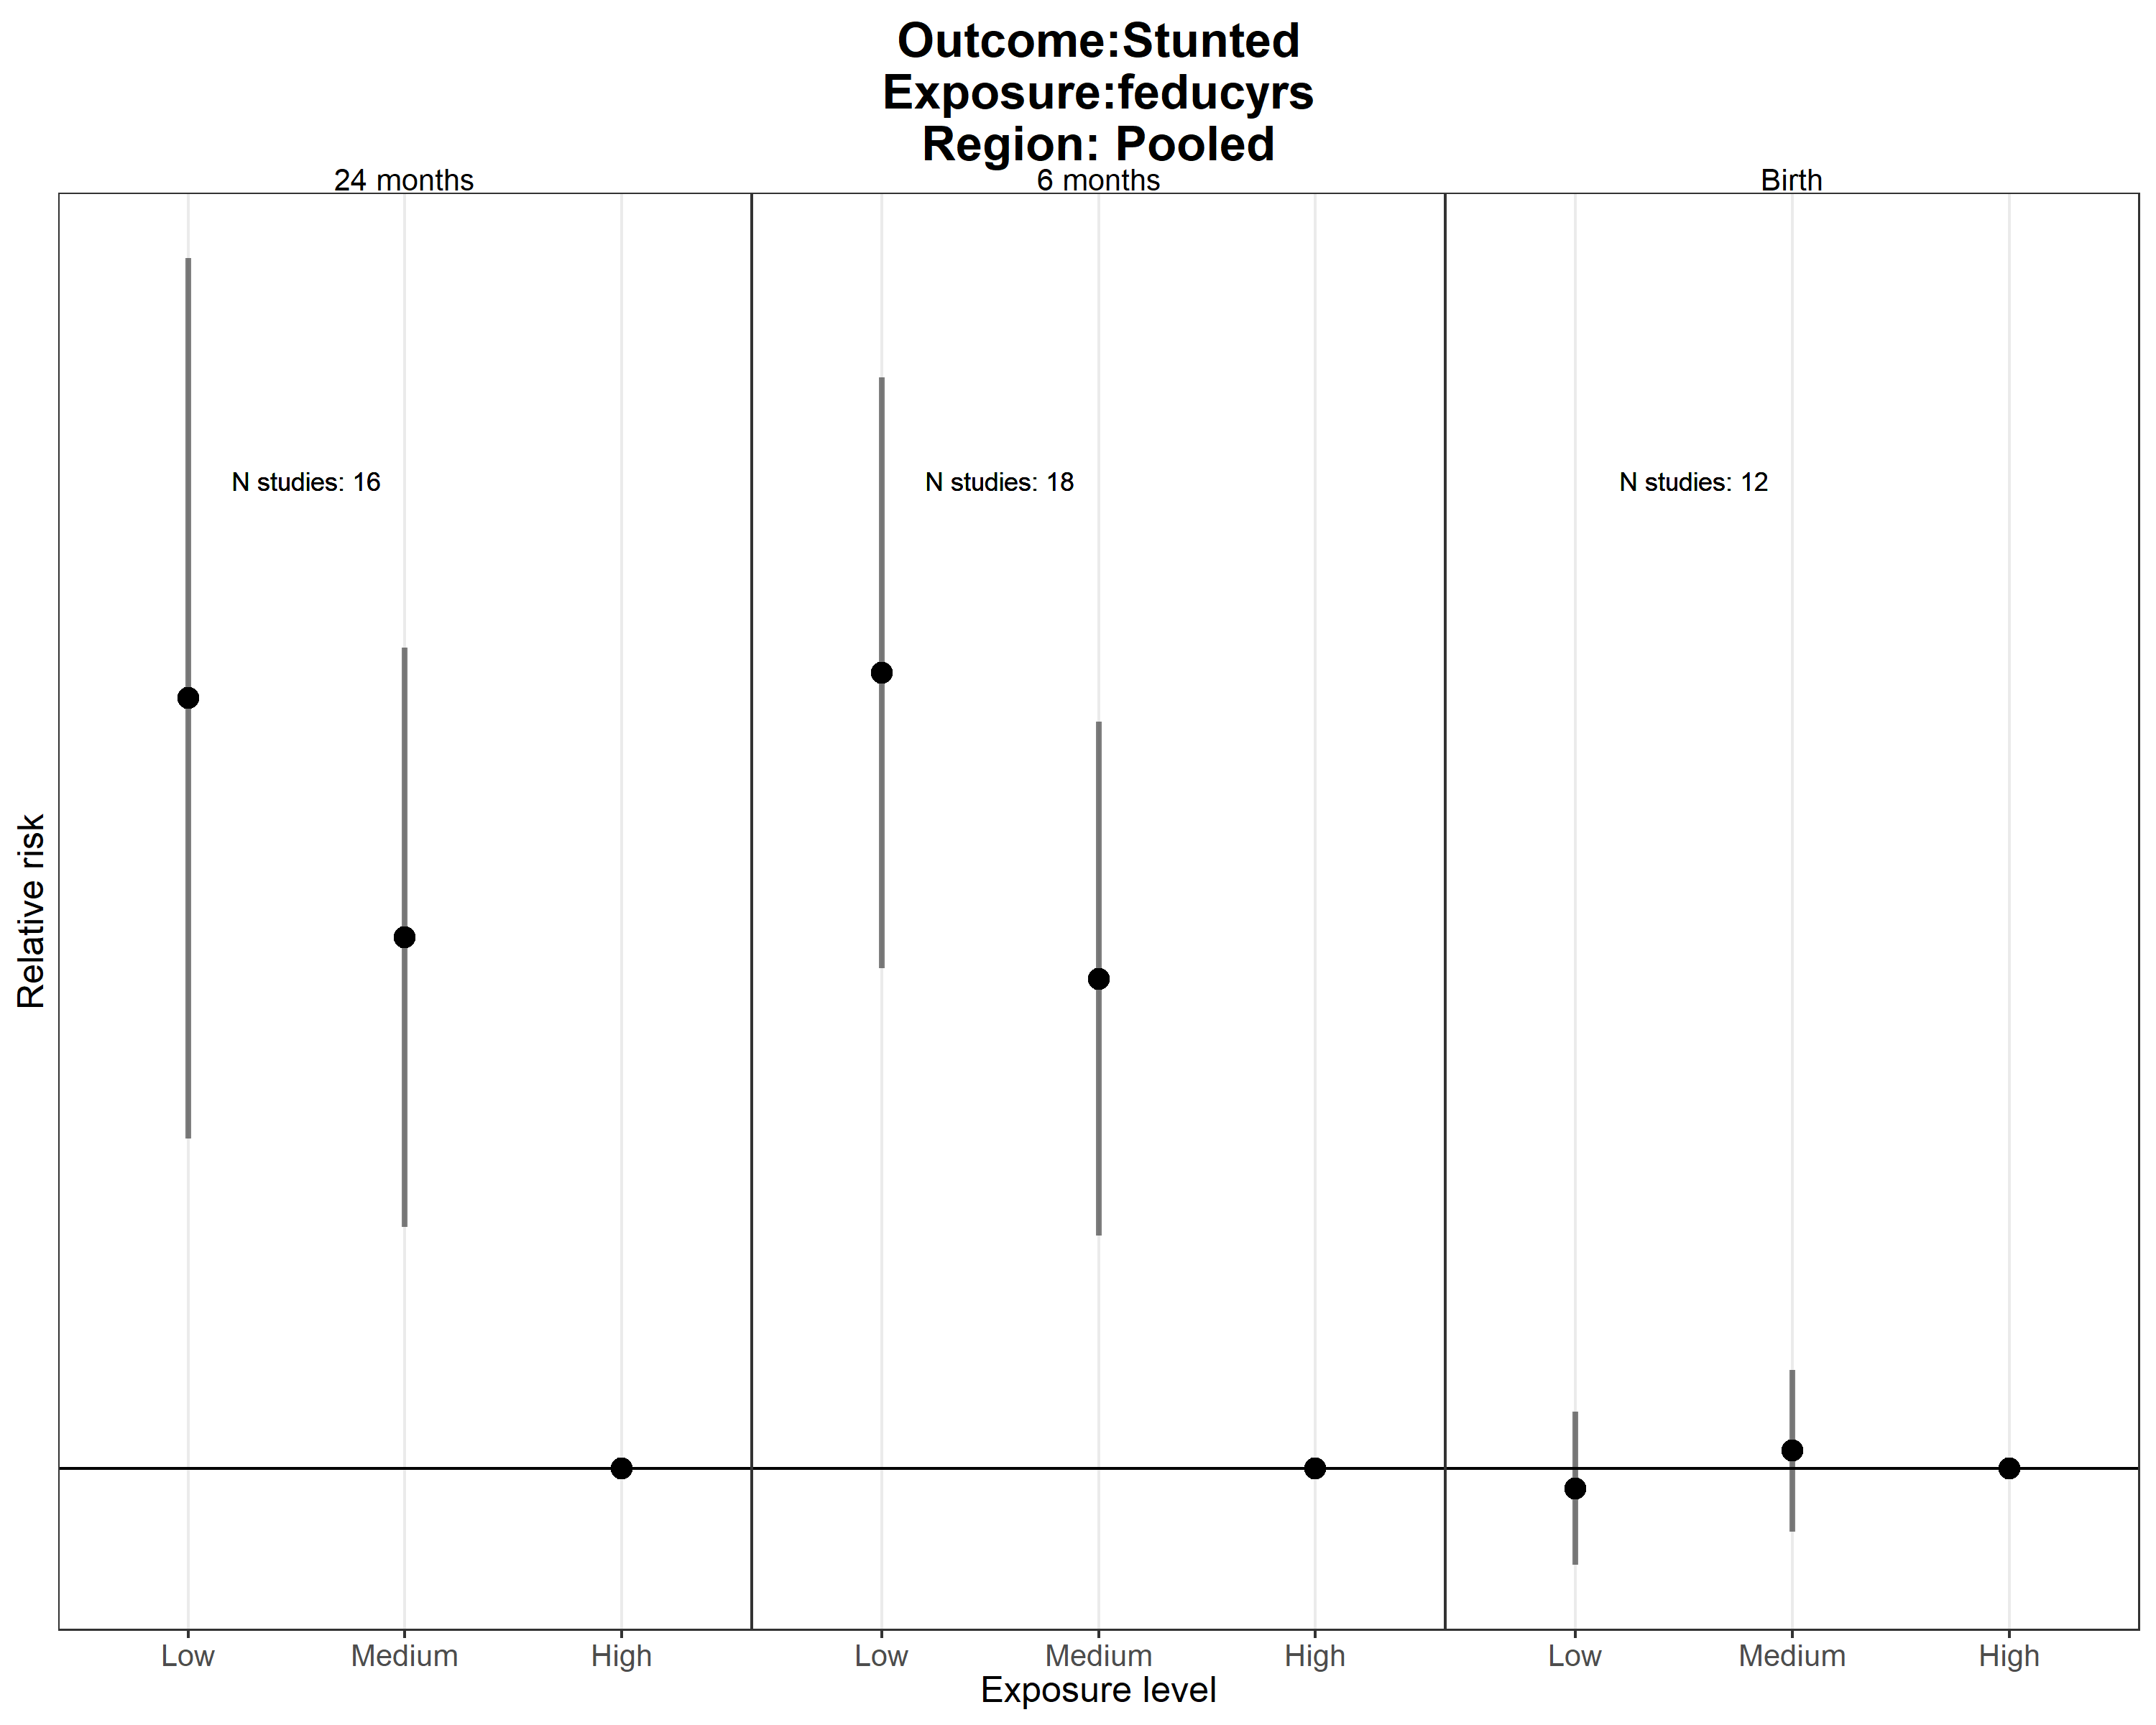 Outcome:Stunted
Exposure:feducyrs
Region: Pooled
24 months
6 months
Birth
N studies: 16
N studies: 18
N studies: 12
Relative risk
Low
Medium
High
Low
Medium
High
Low
Medium
High
Exposure level